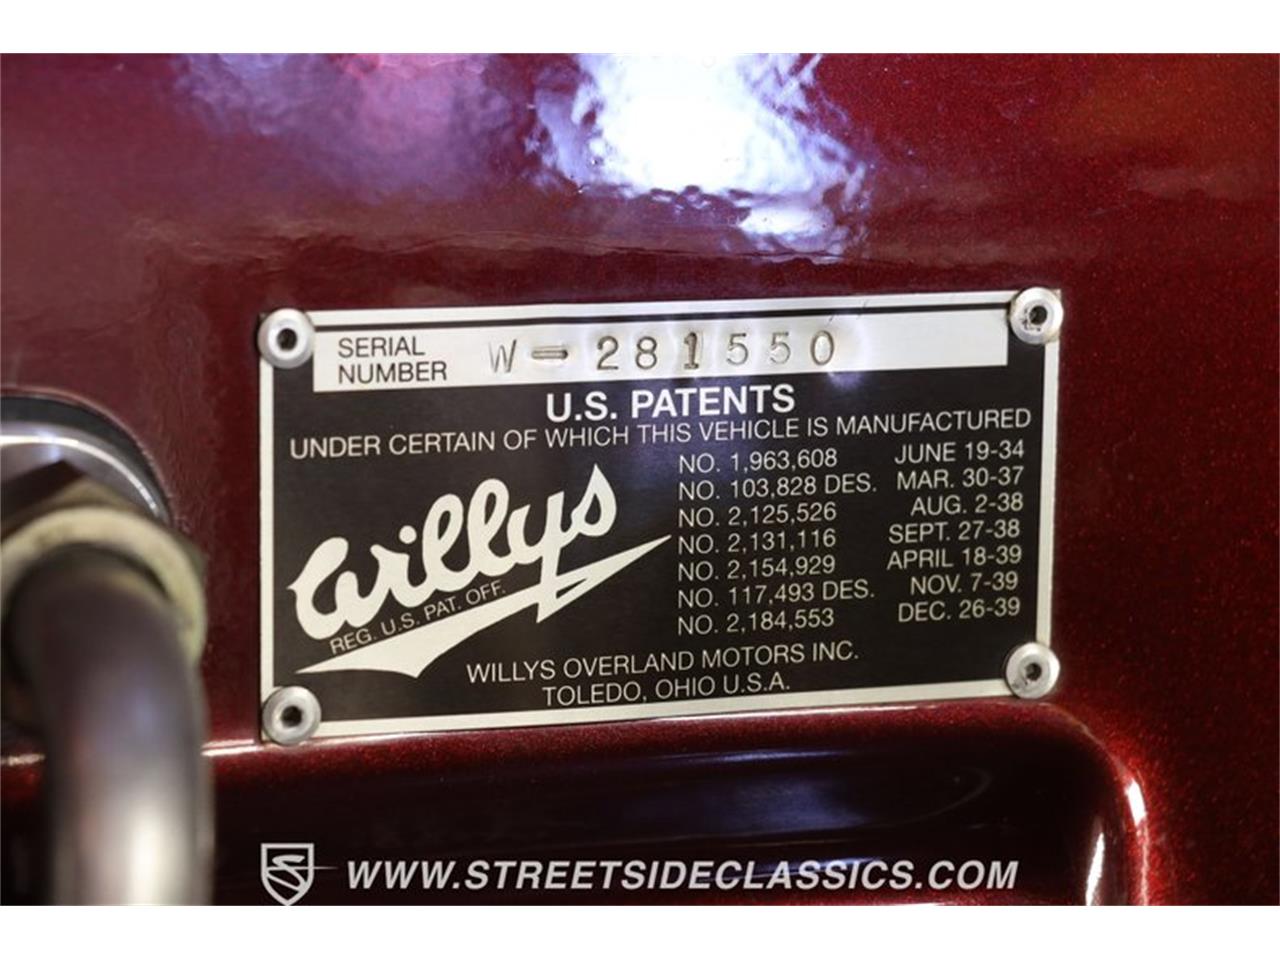 SERIAL NUMBER W-281550
U.S. PATENTS
UNDER CERTAIN OF WHICH THIS VEHICLE IS MANUFACTURED
NO. 1,963,608 JUNE 19-34
NO. 103,828 DES. MAR. 30-37
NO. 2,125,526 AUG. 2-38
NO. 2,131,116 SEPT. 27-38
NO. 2,154,929 APRIL 18-39
NO. 117,493 DES. NOV. 7-39
NO. 2,184,553 DEC. 26-39
Willys
REG. U.S. PAT. OFF.
WILLYS OVERLAND MOTORS INC.
TOLEDO, OHIO U.S.A.
WWW.STREETSIDECLASSICS.COM